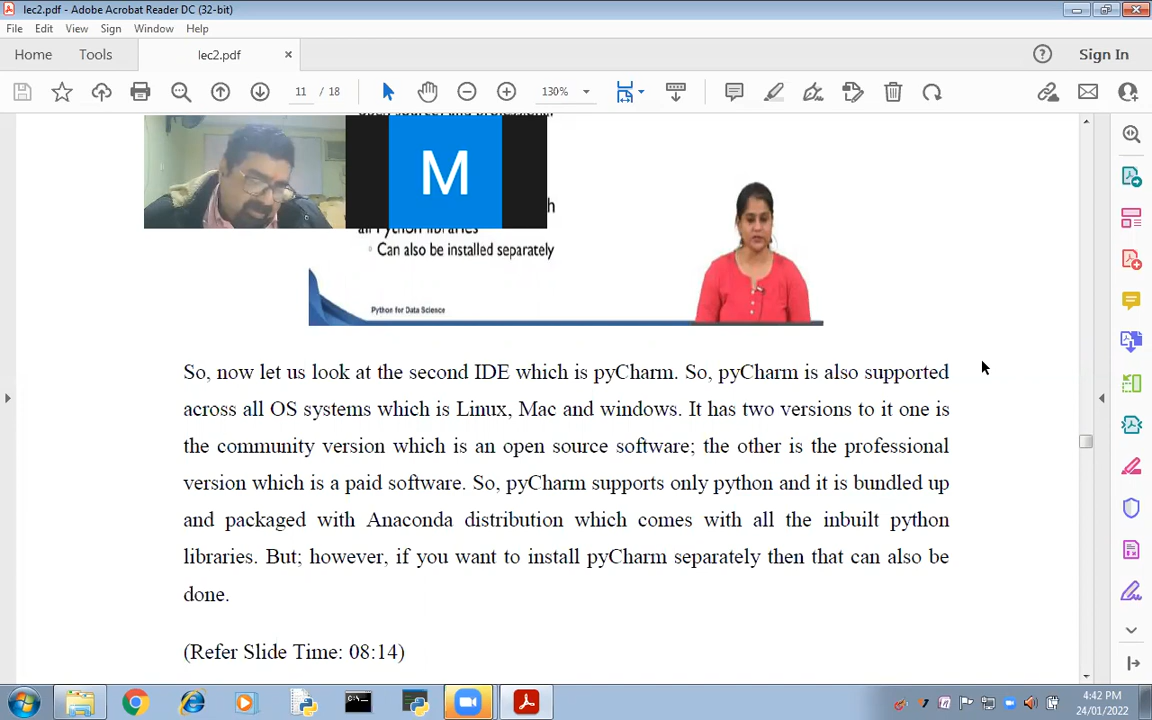 lec2.pdf - Adobe Acrobat Reader DC (32-bit)
File Edit View Sign Window Help
Home Tools lec2.pdf × ? Sign In
11 / 18 130%
M
Can also be installed separately
Python for Data Science
So, now let us look at the second IDE which is pyCharm. So, pyCharm is also supported
across all OS systems which is Linux, Mac and windows. It has two versions to it one is
the community version which is an open source software; the other is the professional
version which is a paid software. So, pyCharm supports only python and it is bundled up
and packaged with Anaconda distribution which comes with all the inbuilt python
libraries. But; however, if you want to install pyCharm separately then that can also be
done.
(Refer Slide Time: 08:14)
4:42 PM
24/01/2022